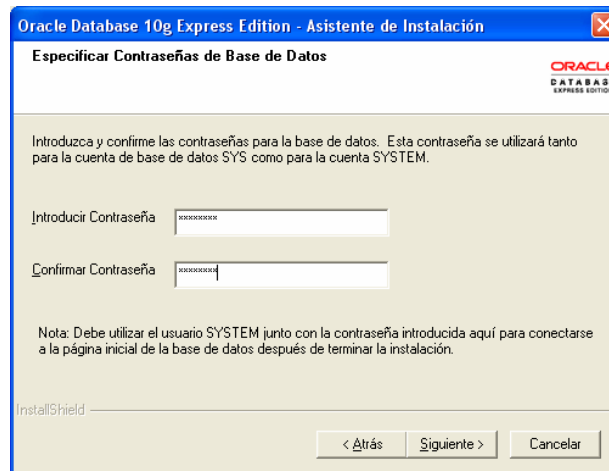 Oracle Database 10g Express Edition - Asistente de Instalación
Especificar Contraseñas de Base de Datos
ORACLE
DATABASE
EXPRESS EDITION
Introduzca y confirme las contraseñas para la base de datos. Esta contraseña se utilizará tanto
para la cuenta de base de datos SYS como para la cuenta SYSTEM.
Introducir Contraseña xxxxxxxx
Confirmar Contraseña xxxxxxxx
Nota: Debe utilizar el usuario SYSTEM junto con la contraseña introducida aquí para conectarse
a la página inicial de la base de datos después de terminar la instalación.
InstallShield
< Atrás Siguiente > Cancelar